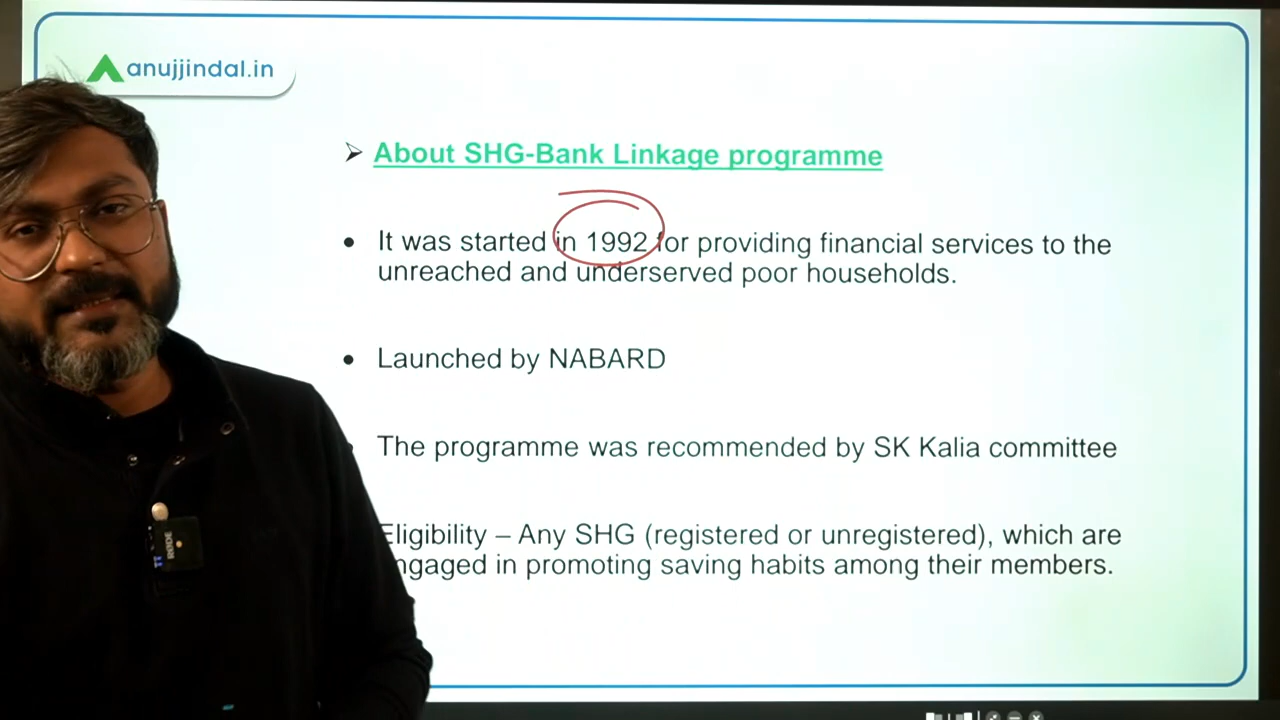 anujjindal.in
About SHG-Bank Linkage programme
It was started in 1992 for providing financial services to the
unreached and underserved poor households.
Launched by NABARD
The programme was recommended by SK Kalia committee
Eligibility – Any SHG (registered or unregistered), which are
engaged in promoting saving habits among their members.
RODE